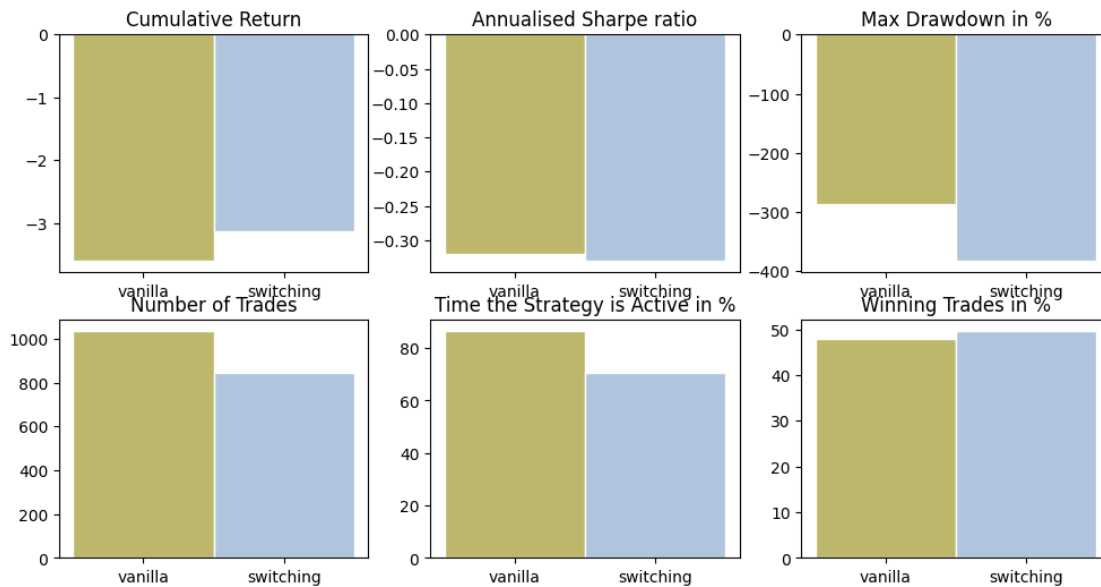 Cumulative Return
0
−1
−2
−3
vanilla
switching
Annualised Sharpe ratio
0.00
−0.05
−0.10
−0.15
−0.20
−0.25
−0.30
vanilla
switching
Max Drawdown in %
0
−100
−200
−300
−400
vanilla
switching
Number of Trades
1000
800
600
400
200
0
vanilla
switching
Time the Strategy is Active in %
80
60
40
20
0
vanilla
switching
Winning Trades in %
50
40
30
20
10
0
vanilla
switching